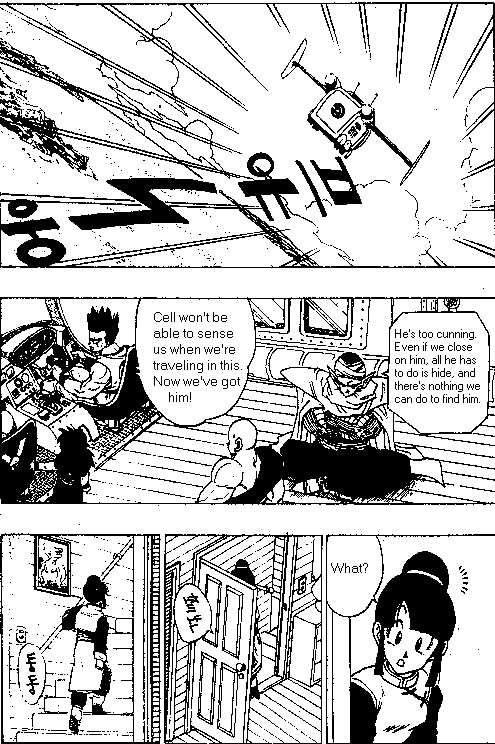 Cell won't be
able to sense
us when we're
traveling in this.
Now we've got
him!
He's too cunning.
Even if we close
on him, all he has
to do is hide, and
there's nothing we
can do to find him.
What?